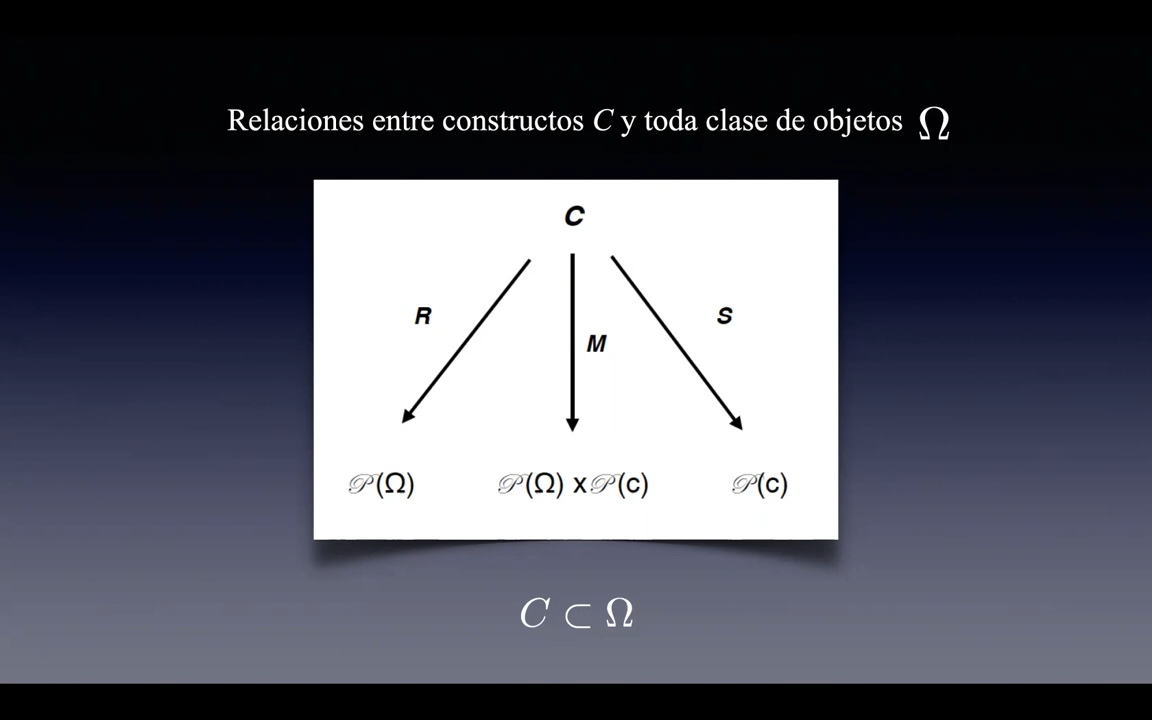 Relaciones entre constructos C y toda clase de objetos Ω
C
R
S
M
𝒫(Ω)
𝒫(Ω) x 𝒫(c)
𝒫(c)
C ⊂ Ω